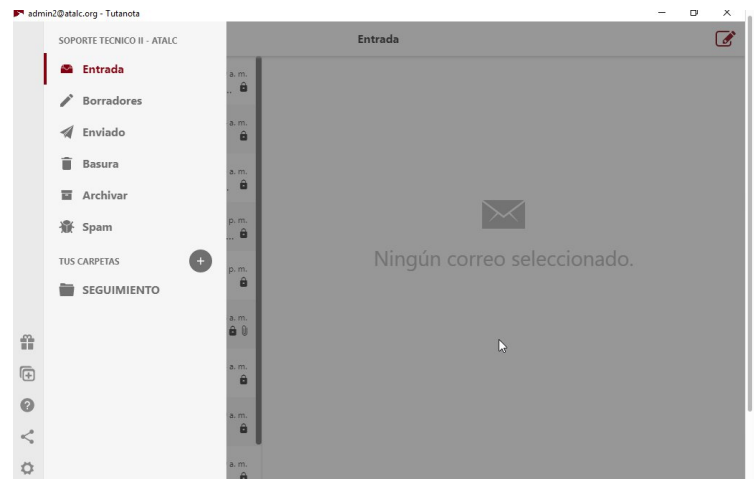 admin2@atalc.org - Tutanota
SOPORTE TECNICO II - ATALC
Entrada
Entrada
Borradores
Enviado
Basura
Archivar
Spam
TUS CARPETAS
SEGUIMIENTO
a. m.
...
a. m.
a. m.
.
p. m.
...
p. m.
a. m.
a. m.
a. m.
a. m.
Ningún correo seleccionado.